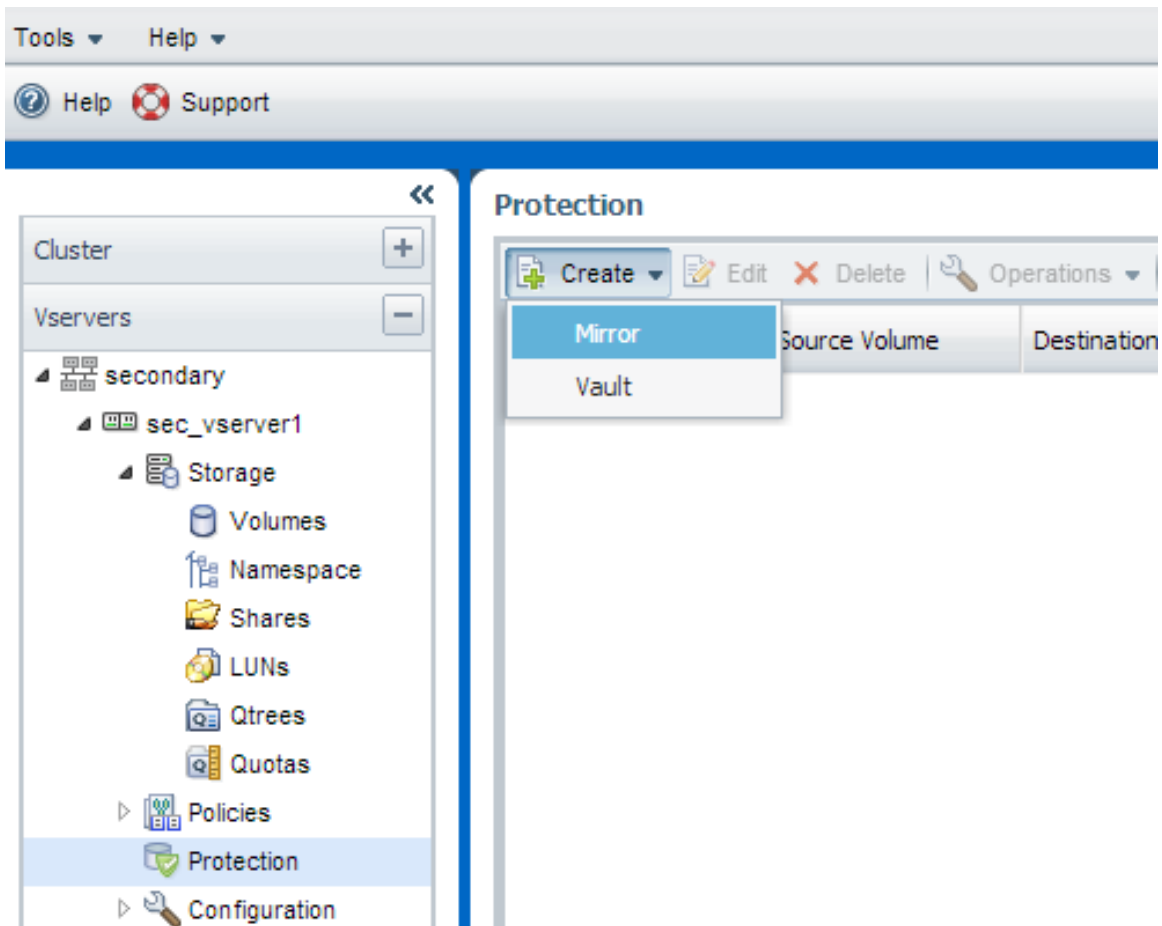 Tools Help
Help Support
Cluster
Vservers
secondary
sec_vserver1
Storage
Volumes
Namespace
Shares
LUNs
Qtrees
Quotas
Policies
Protection
Configuration
Protection
Create Edit Delete Operations
Mirror
Vault
Source Volume Destination